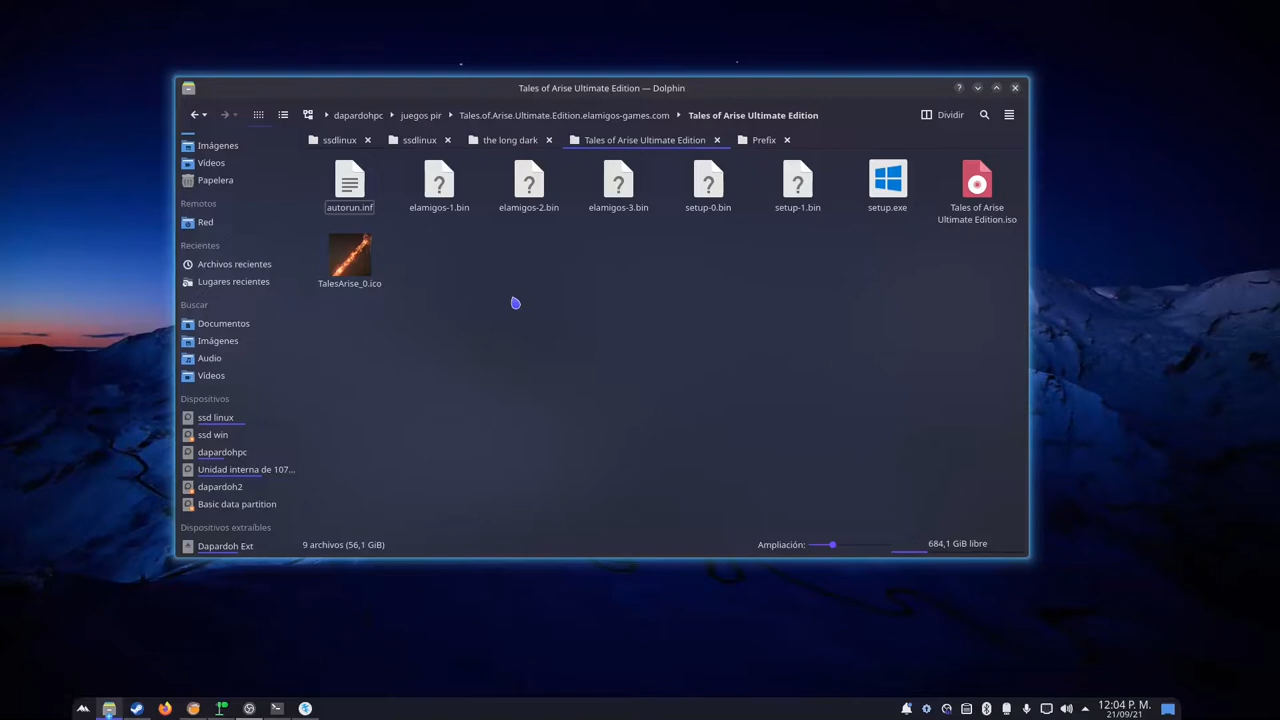 Tales of Arise Ultimate Edition — Dolphin
dapardohpc
juegos pir
Tales.of.Arise.Ultimate.Edition.elamigos-games.com
Tales of Arise Ultimate Edition
Dividir
ssdlinux
ssdlinux
the long dark
Tales of Arise Ultimate Edition
Prefix
Imágenes
Vídeos
Papelera
Remotos
Red
Recientes
Archivos recientes
Lugares recientes
Buscar
Documentos
Imágenes
Audio
Vídeos
Dispositivos
ssd linux
ssd win
dapardohpc
Unidad interna de 107...
dapardoh2
Basic data partition
Dispositivos extraíbles
Dapardoh Ext
autorun.inf
elamigos-1.bin
elamigos-2.bin
elamigos-3.bin
setup-0.bin
setup-1.bin
setup.exe
Tales of Arise
Ultimate Edition.iso
TalesArise_0.ico
9 archivos (56,1 GiB)
Ampliación:
684,1 GiB libre
12:04 P. M.
21/09/21